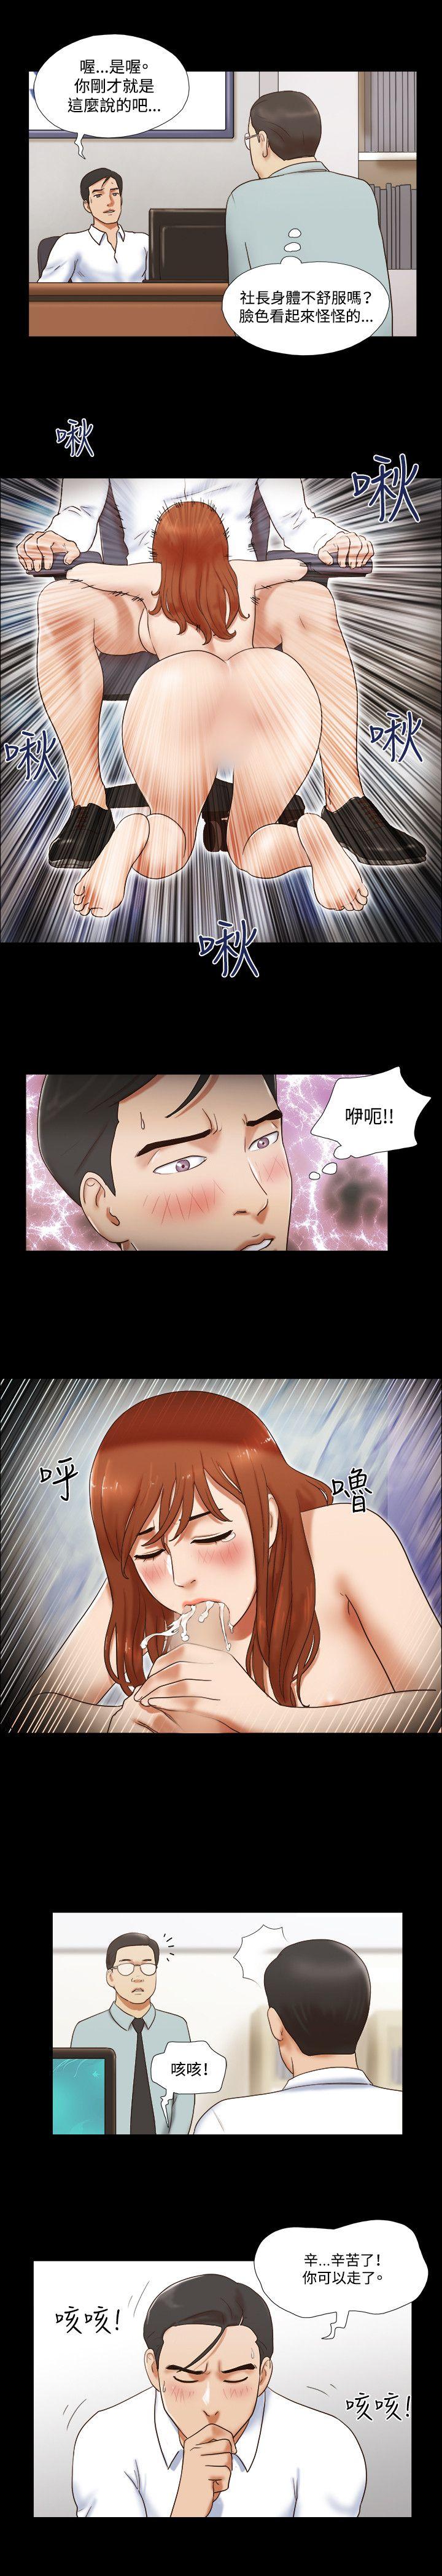 喔...是喔。
你剛才就是
這麼說的吧...
社長身體不舒服嗎?
臉色看起來怪怪的...
啾
啾
啾
啾
啾
咿呃!!
呼
嚕
咳咳!
辛...辛苦了!
你可以走了。
咳咳!
咳咳!